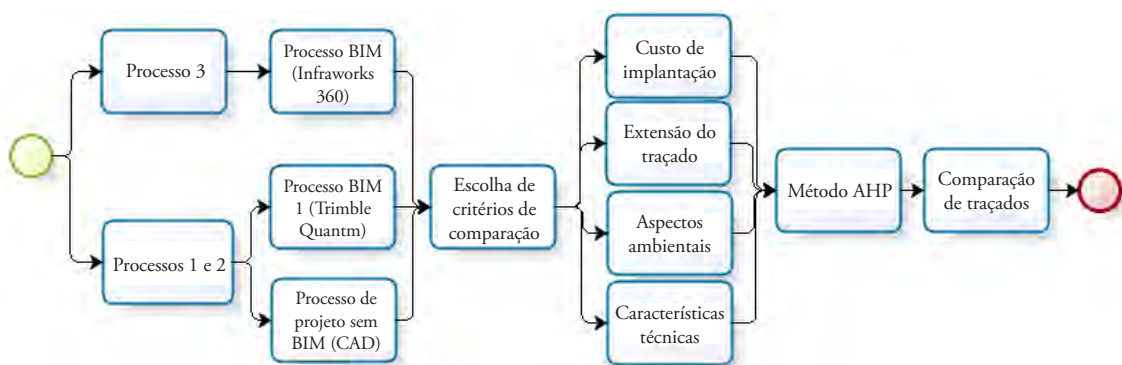 Processo 3
Processo BIM
(Infraworks
360)
Processos 1 e 2
Processo BIM
1 (Trimble
Quantm)
Processo de
projeto sem
BIM (CAD)
Escolha de
critérios de
comparação
Custo de
implantação
Extensão do
traçado
Aspectos
ambientais
Características
técnicas
Método AHP
Comparação
de traçados